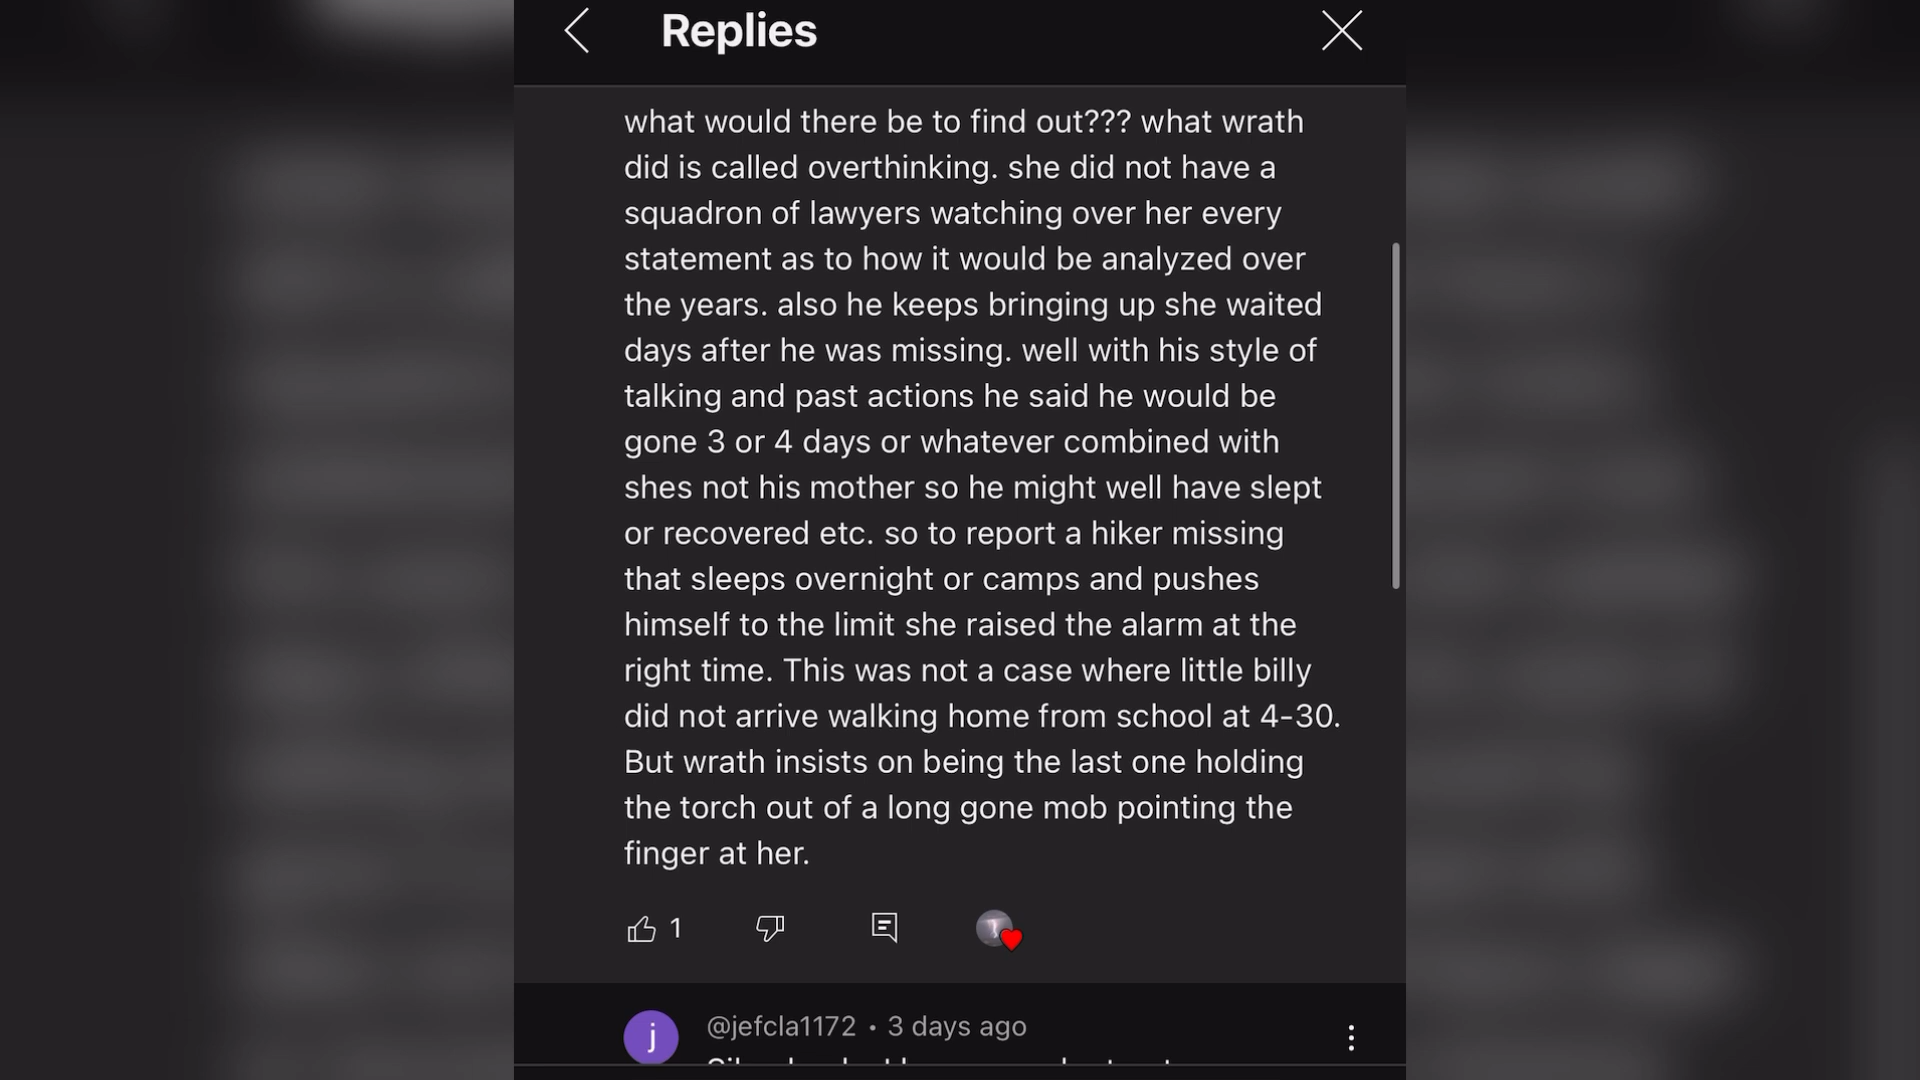 Replies
what would there be to find out??? what wrath
did is called overthinking. she did not have a
squadron of lawyers watching over her every
statement as to how it would be analyzed over
the years. also he keeps bringing up she waited
days after he was missing. well with his style of
talking and past actions he said he would be
gone 3 or 4 days or whatever combined with
shes not his mother so he might well have slept
or recovered etc. so to report a hiker missing
that sleeps overnight or camps and pushes
himself to the limit she raised the alarm at the
right time. This was not a case where little billy
did not arrive walking home from school at 4-30.
But wrath insists on being the last one holding
the torch out of a long gone mob pointing the
finger at her.
1
j
@jefcla1172 • 3 days ago